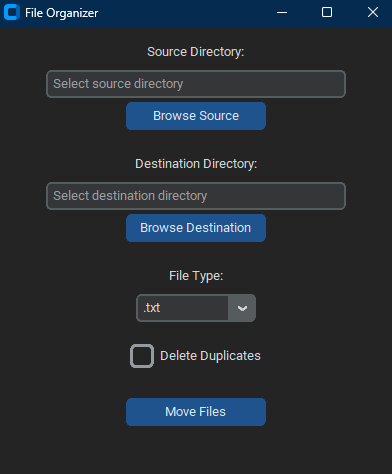 File Organizer
Source Directory:
Select source directory
Browse Source
Destination Directory:
Select destination directory
Browse Destination
File Type:
.txt
Delete Duplicates
Move Files